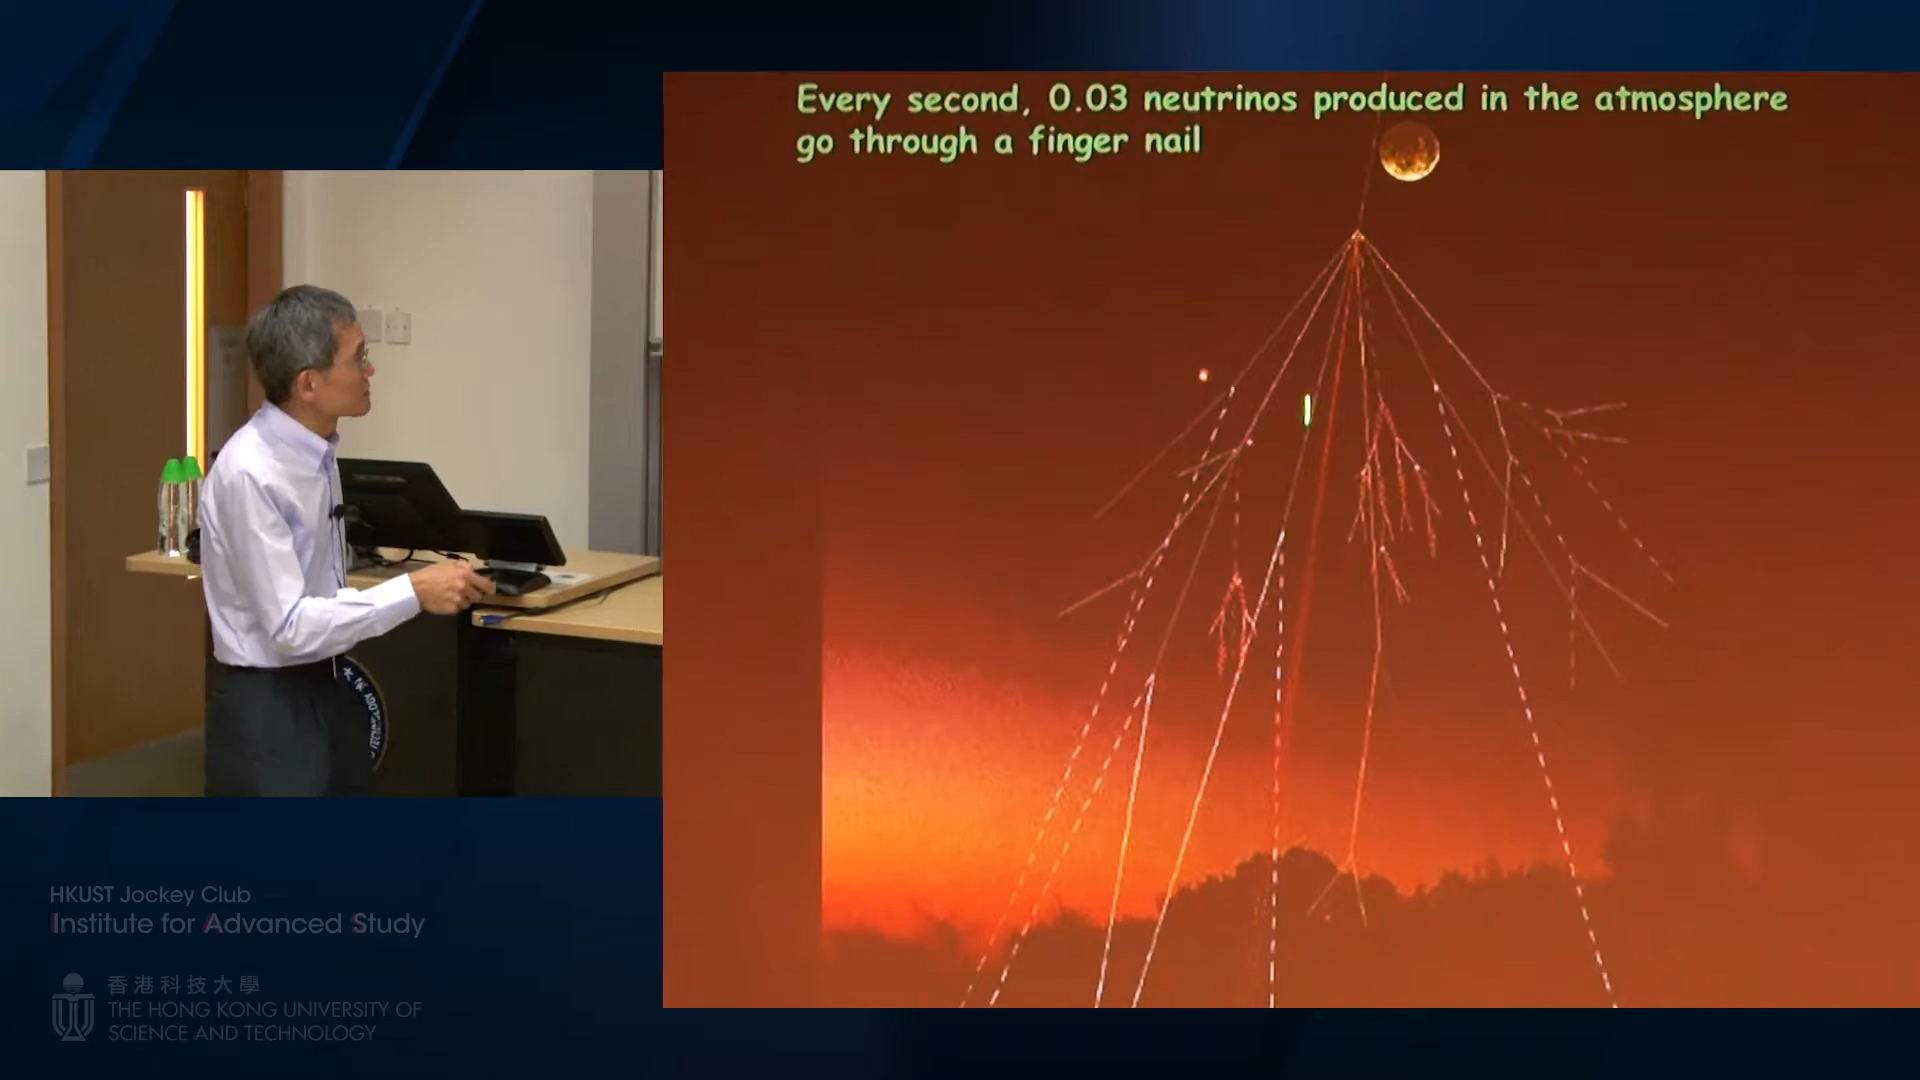 Every second, 0.03 neutrinos produced in the atmosphere
go through a finger nail
HKUST Jockey Club
Institute for Advanced Study
香港科技大學
THE HONG KONG UNIVERSITY OF
SCIENCE AND TECHNOLOGY